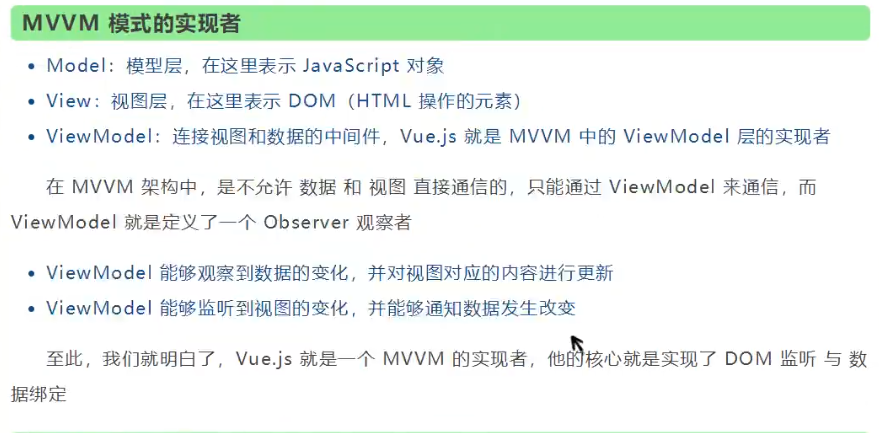 MVVM 模式的实现者
• Model：模型层，在这里表示 JavaScript 对象
• View：视图层，在这里表示 DOM（HTML 操作的元素）
• ViewModel：连接视图和数据的中间件，Vue.js 就是 MVVM 中的 ViewModel 层的实现者
在 MVVM 架构中，是不允许 数据 和 视图 直接通信的，只能通过 ViewModel 来通信，而
ViewModel 就是定义了一个 Observer 观察者
• ViewModel 能够观察到数据的变化，并对视图对应的内容进行更新
• ViewModel 能够监听到视图的变化，并能够通知数据发生改变
至此，我们就明白了，Vue.js 就是一个 MVVM 的实现者，他的核心就是实现了 DOM 监听 与 数
据绑定